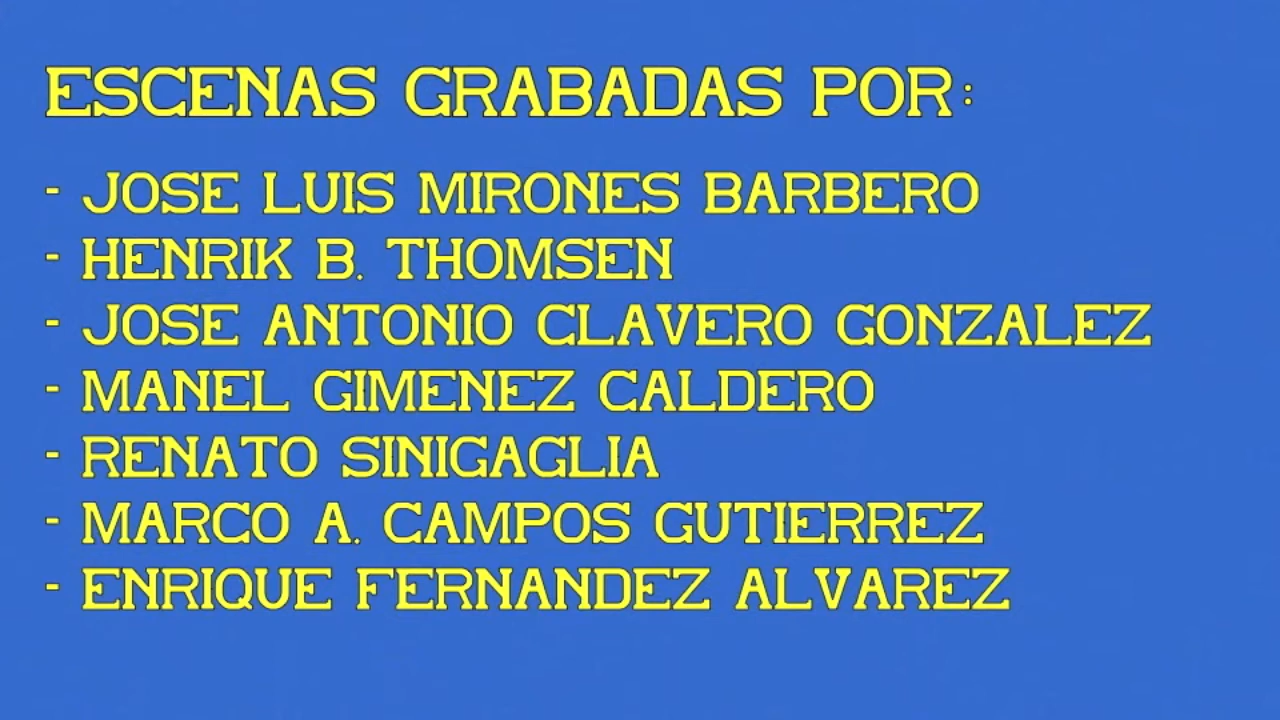 ESCENAS GRABADAS POR:
- JOSE LUIS MIRONES BARBERO
- HENRIK B. THOMSEN
- JOSE ANTONIO CLAVERO GONZALEZ
- MANEL GIMENEZ CALDERO
- RENATO SINIGAGLIA
- MARCO A. CAMPOS GUTIERREZ
- ENRIQUE FERNANDEZ ALVAREZ